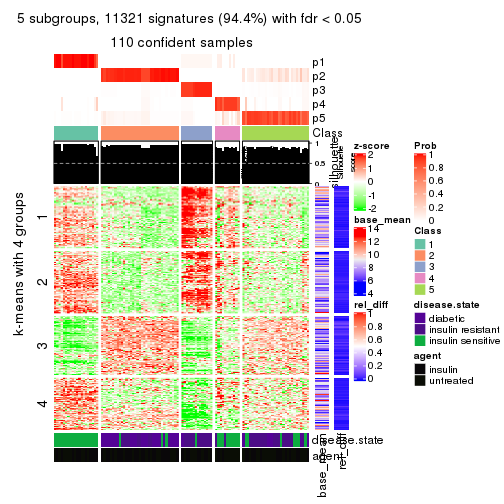 5 subgroups, 11321 signatures (94.4%) with fdr < 0.05
110 confident samples
p1
p2
p3
p4
p5
Class
1
0.5
0
silhouette
k-means with 4 groups
1
2
3
4
disease.state
agent
base_mean
rel_diff
z-score
2
1
0
-1
-2
base_mean
14
12
10
8
6
4
rel_diff
1
0.8
0.6
0.4
0.2
0
Prob
1
0.8
0.6
0.4
0.2
0
Class
1
2
3
4
5
disease.state
diabetic
insulin resistant
insulin sensitive
agent
insulin
untreated